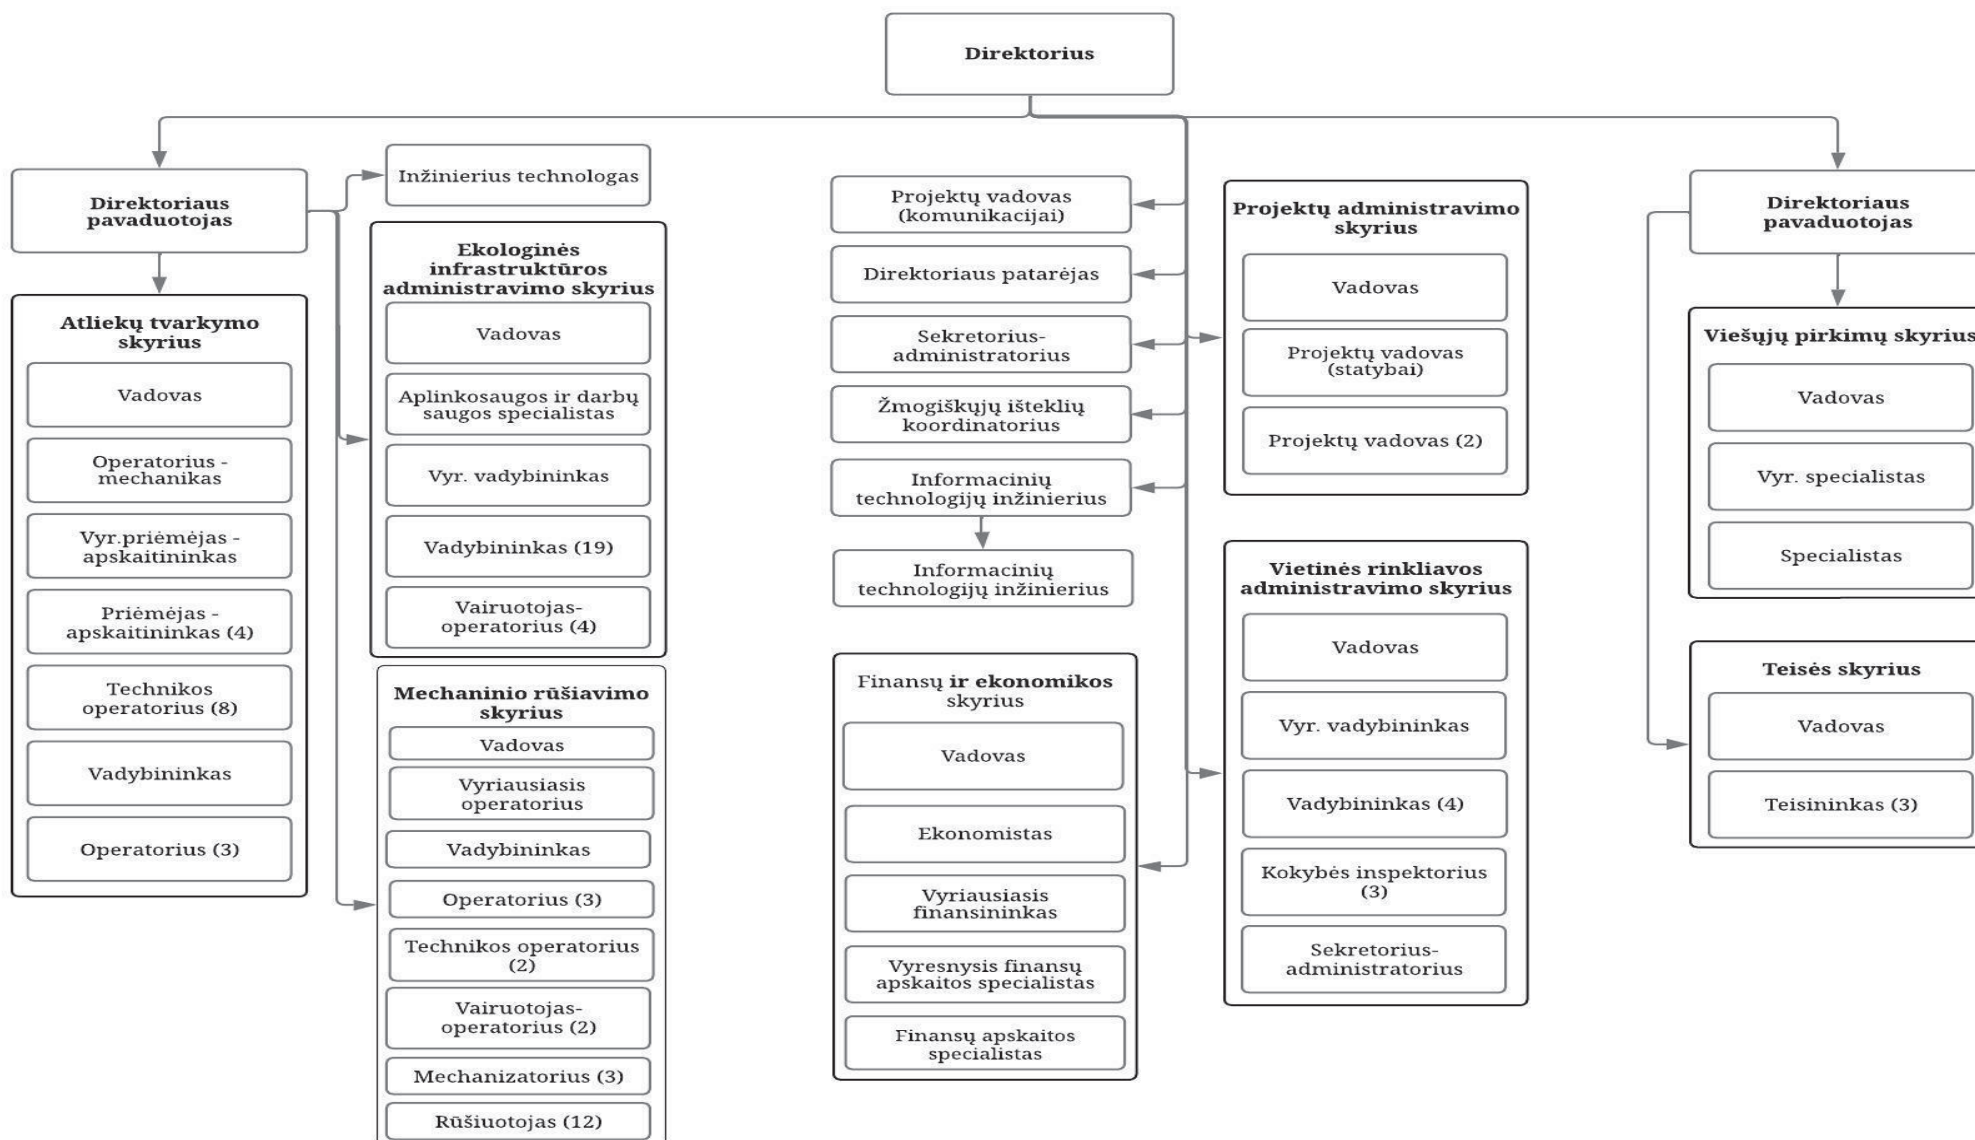 Direktorius
Direktoriaus
pavaduotojas
Atliekų tvarkymo
skyrius
Vadovas
Operatorius -
mechanikas
Vyr.priėmėjas -
apskaitininkas
Priėmėjas -
apskaitininkas (4)
Technikos
operatorius (8)
Vadybininkas
Operatorius (3)
Inžinierius technologas
Ekologinės
infrastruktūros
administravimo skyrius
Vadovas
Aplinkosaugos ir darbų
saugos specialistas
Vyr. vadybininkas
Vadybininkas (19)
Vairuotojas-
operatorius (4)
Mechaninio rūšiavimo
skyrius
Vadovas
Vyriausiasis
operatorius
Vadybininkas
Operatorius (3)
Technikos operatorius
(2)
Vairuotojas-
operatorius (2)
Mechanizatorius (3)
Rūšiuotojas (12)
Projektų vadovas
(komunikacijai)
Direktoriaus patarėjas
Sekretorius-
administratorius
Žmogiškųjų išteklių
koordinatorius
Informacinių
technologijų inžinierius
Informacinių
technologijų inžinierius
Finansų ir ekonomikos
skyrius
Vadovas
Ekonomistas
Vyriausiasis
finansininkas
Vyresnysis finansų
apskaitos specialistas
Finansų apskaitos
specialistas
Projektų administravimo
skyrius
Vadovas
Projektų vadovas
(statybai)
Projektų vadovas (2)
Vietinės rinkliavos
administravimo skyrius
Vadovas
Vyr. vadybininkas
Vadybininkas (4)
Kokybės inspektorius
(3)
Sekretorius-
administratorius
Direktoriaus
pavaduotojas
Viešųjų pirkimų skyrius
Vadovas
Vyr. specialistas
Specialistas
Teisės skyrius
Vadovas
Teisininkas (3)